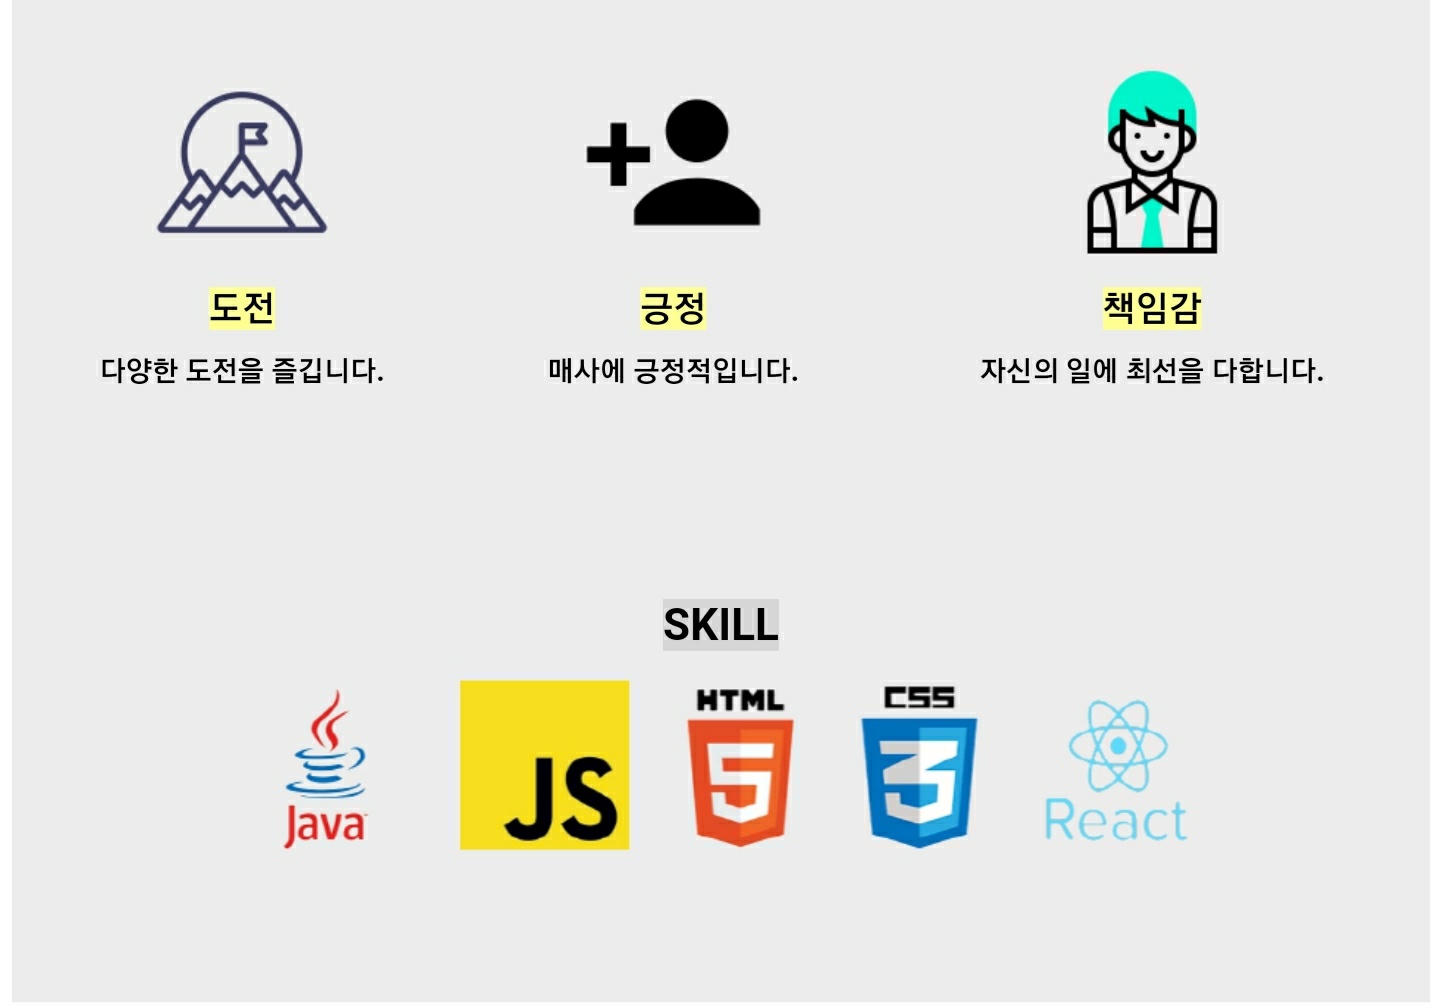 도전
긍정
책임감
다양한 도전을 즐깁니다.
매사에 긍정적입니다.
자신의 일에 최선을 다합니다.
SKILL
Java
JS
HTML
5
CSS
3
React